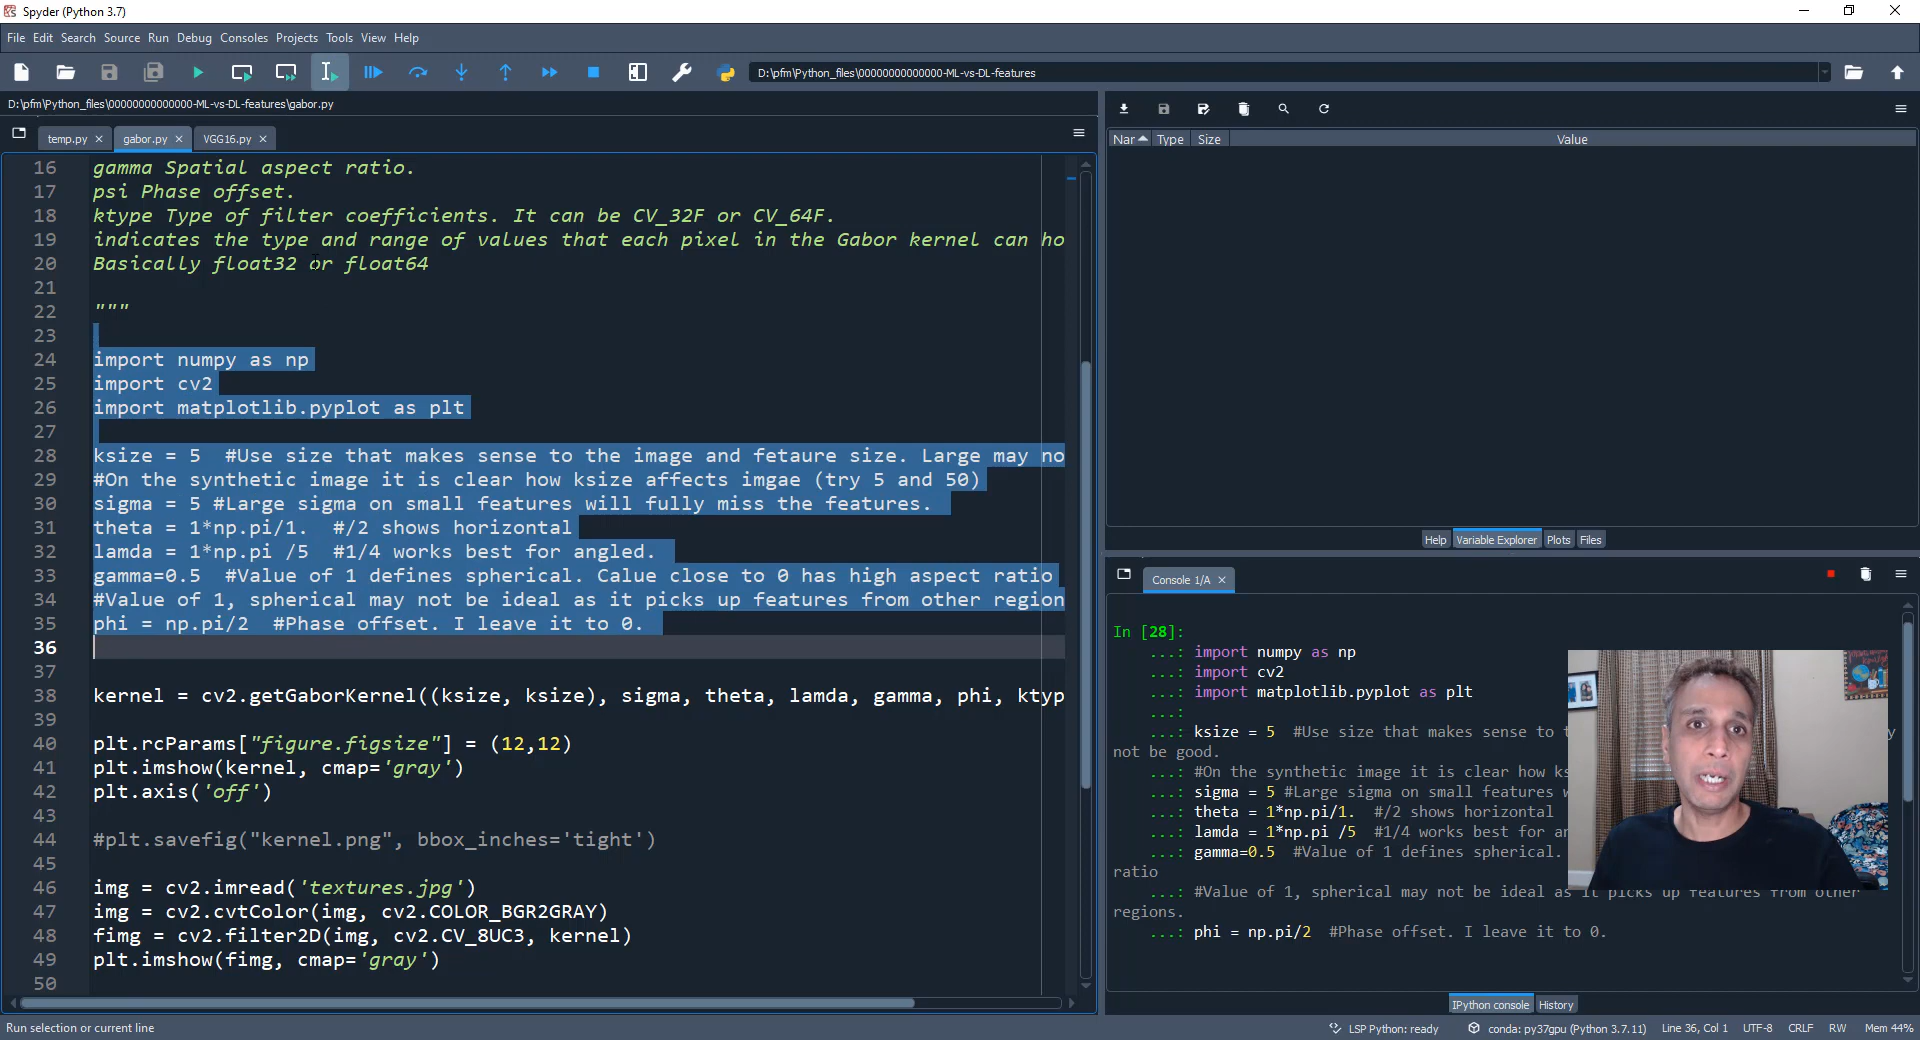 Spyder (Python 3.7)
File Edit Search Source Run Debug Consoles Projects Tools View Help
D:\pfm\Python_files\00000000000000-ML-vs-DL-features
D:\pfm\Python_files\00000000000000-ML-vs-DL-features\gabor.py
temp.py gabor.py VGG16.py
16 gamma Spatial aspect ratio.
17 psi Phase offset.
18 ktype Type of filter coefficients. It can be CV_32F or CV_64F.
19 indicates the type and range of values that each pixel in the Gabor kernel can ho
20 Basically float32 or float64
21
22 """
23
24 import numpy as np
25 import cv2
26 import matplotlib.pyplot as plt
27
28 ksize = 5  #Use size that makes sense to the image and fetaure size. Large may no
29 #On the synthetic image it is clear how ksize affects imgae (try 5 and 50)
30 sigma = 5 #Large sigma on small features will fully miss the features.
31 theta = 1*np.pi/1.  #/2 shows horizontal
32 lamda = 1*np.pi /5  #1/4 works best for angled.
33 gamma=0.5  #Value of 1 defines spherical. Calue close to 0 has high aspect ratio
34 #Value of 1, spherical may not be ideal as it picks up features from other region
35 phi = np.pi/2  #Phase offset. I leave it to 0.
36
37
38 kernel = cv2.getGaborKernel((ksize, ksize), sigma, theta, lamda, gamma, phi, ktyp
39
40 plt.rcParams["figure.figsize"] = (12,12)
41 plt.imshow(kernel, cmap='gray')
42 plt.axis('off')
43
44 #plt.savefig("kernel.png", bbox_inches='tight')
45
46 img = cv2.imread('textures.jpg')
47 img = cv2.cvtColor(img, cv2.COLOR_BGR2GRAY)
48 fimg = cv2.filter2D(img, cv2.CV_8UC3, kernel)
49 plt.imshow(fimg, cmap='gray')
50
Nar Type Size Value
Help Variable Explorer Plots Files
Console 1/A
In [28]:
...: import numpy as np
...: import cv2
...: import matplotlib.pyplot as plt
...:
...: ksize = 5  #Use size that makes sense to t y
not be good.
...: #On the synthetic image it is clear how ks
...: sigma = 5 #Large sigma on small features w
...: theta = 1*np.pi/1.  #/2 shows horizontal
...: lamda = 1*np.pi /5  #1/4 works best for an
...: gamma=0.5  #Value of 1 defines spherical.
ratio
...: #Value of 1, spherical may not be ideal as it picks up features from other
regions.
...: phi = np.pi/2  #Phase offset. I leave it to 0.
IPython console History
Run selection or current line
LSP Python: ready conda: py37gpu (Python 3.7.11) Line 36, Col 1 UTF-8 CRLF RW Mem 44%